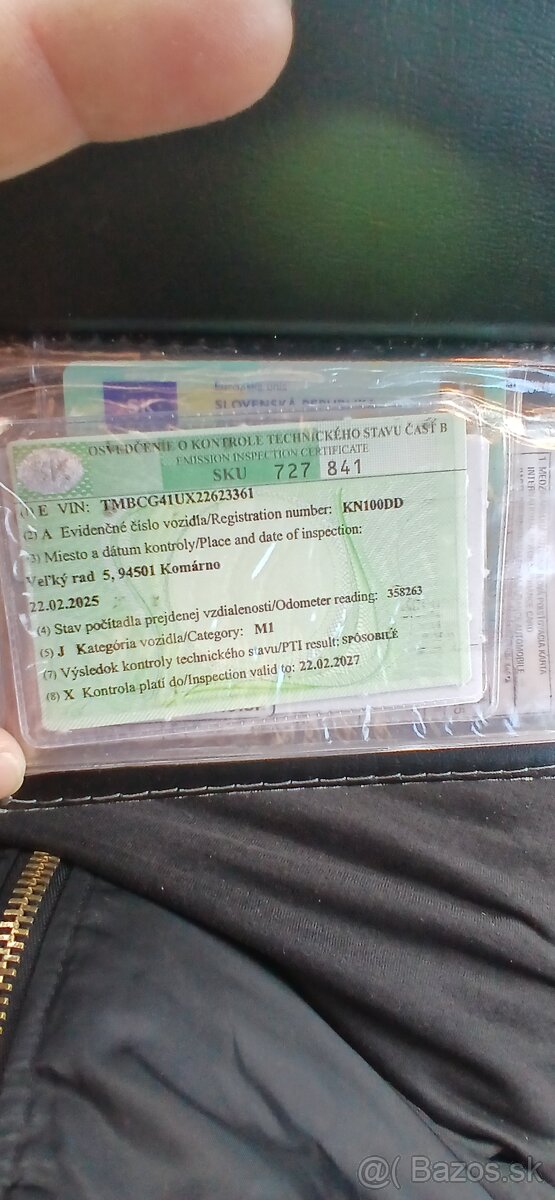 SLOVENSKÁ REPUBLIKA
OSVEDČENIE O KONTROLE TECHNICKÉHO STAVU ČASŤ B
EMISSION INSPECTION CERTIFICATE
SK
SKU 727 841
(1) E VIN: TMBCG41UX22623361
(2) A Evidenčné číslo vozidla/Registration number: KN100DD
(3) Miesto a dátum kontroly/Place and date of inspection:
Veľký rad 5, 94501 Komárno
22.02.2025
(4) Stav počítadla prejdenej vzdialenosti/Odometer reading: 358263
(5) J Kategória vozidla/Category: M1
(7) Výsledok kontroly technického stavu/PTI result: SPÔSOBILÉ
(8) X Kontrola platí do/Inspection valid to: 22.02.2027
@( Bazos.sk